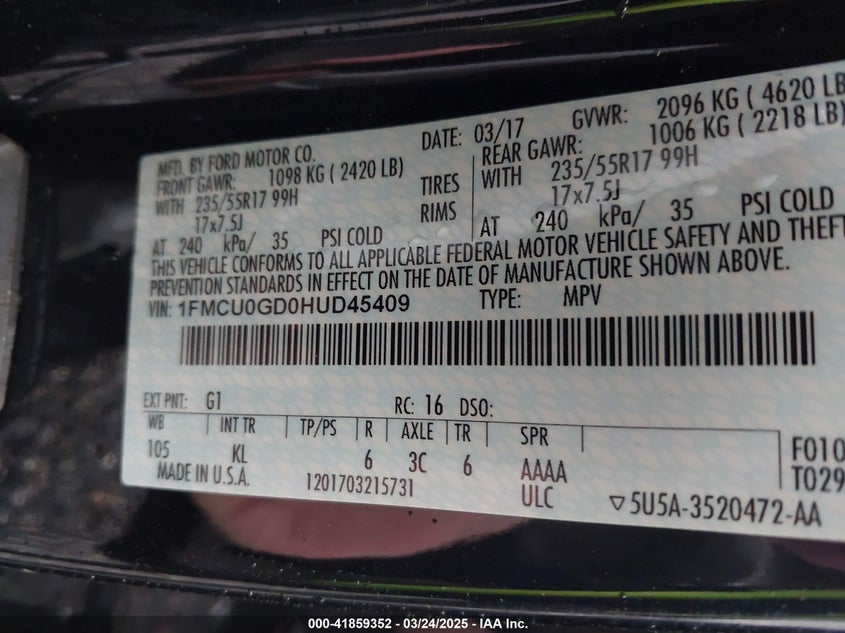 MFD. BY FORD MOTOR CO. DATE: 03/17 GVWR: 2096 KG ( 4620 LB
FRONT GAWR: 1098 KG ( 2420 LB) REAR GAWR: 1006 KG ( 2218 LB)
WITH 235/55R17 99H TIRES WITH 235/55R17 99H
17x7.5J RIMS 17x7.5J
AT 240 kPa/ 35 PSI COLD AT 240 kPa/ 35 PSI COLD
THIS VEHICLE CONFORMS TO ALL APPLICABLE FEDERAL MOTOR VEHICLE SAFETY AND THEFT
PREVENTION STANDARDS IN EFFECT ON THE DATE OF MANUFACTURE SHOWN ABOVE.
VIN: 1FMCU0GD0HUD45409 TYPE: MPV
EXT PNT: G1 RC: 16 DSO:
WB INT TR TP/PS R AXLE TR SPR
105 KL 6 3C 6 AAAA F010
MADE IN U.S.A. 1201703215731 ULC T029
▽5U5A-3520472-AA
000-41859352 - 03/24/2025 - IAA Inc.